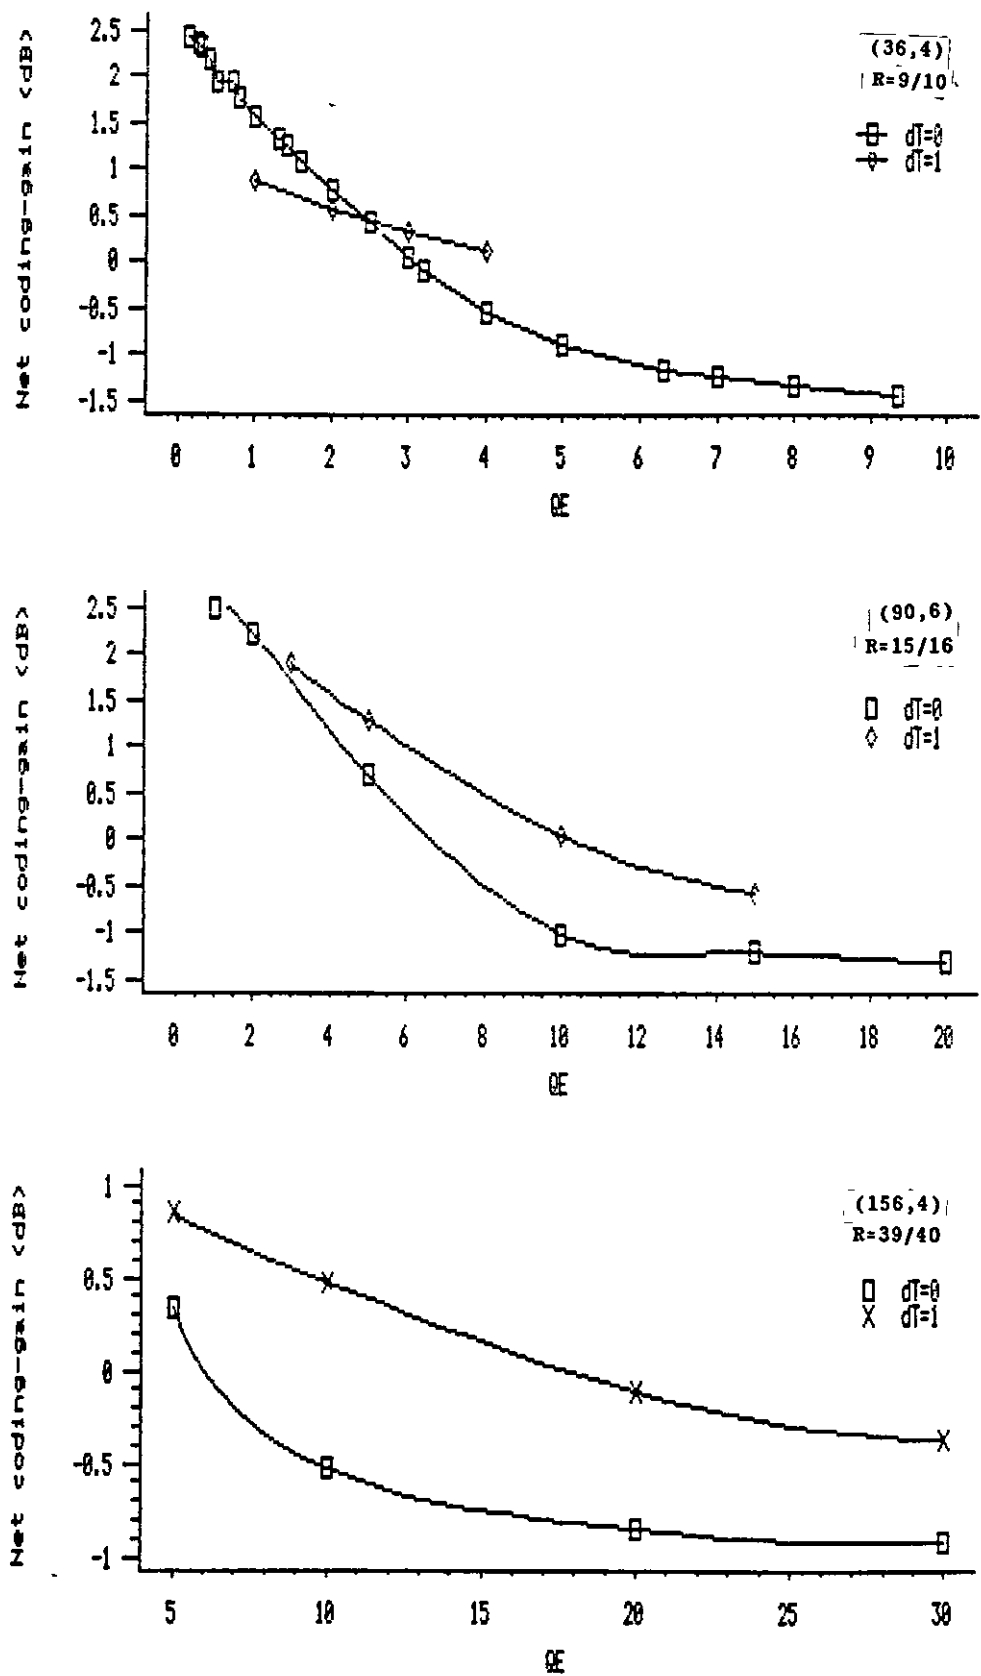 Net coding-gain <dB>
2.5
2
1.5
1
0.5
0
-0.5
-1
-1.5
(36,4)
R=9/10
dT=0
dT=1
0 1 2 3 4 5 6 7 8 9 10
QE
Net coding-gain <dB>
2.5
2
1.5
1
0.5
0
-0.5
-1
-1.5
(90,6)
R=15/16
dT=0
dT=1
0 2 4 6 8 10 12 14 16 18 20
QE
Net coding-gain <dB>
1
0.5
0
-0.5
-1
(156,4)
R=39/40
dT=0
dT=1
5 10 15 20 25 30
QE